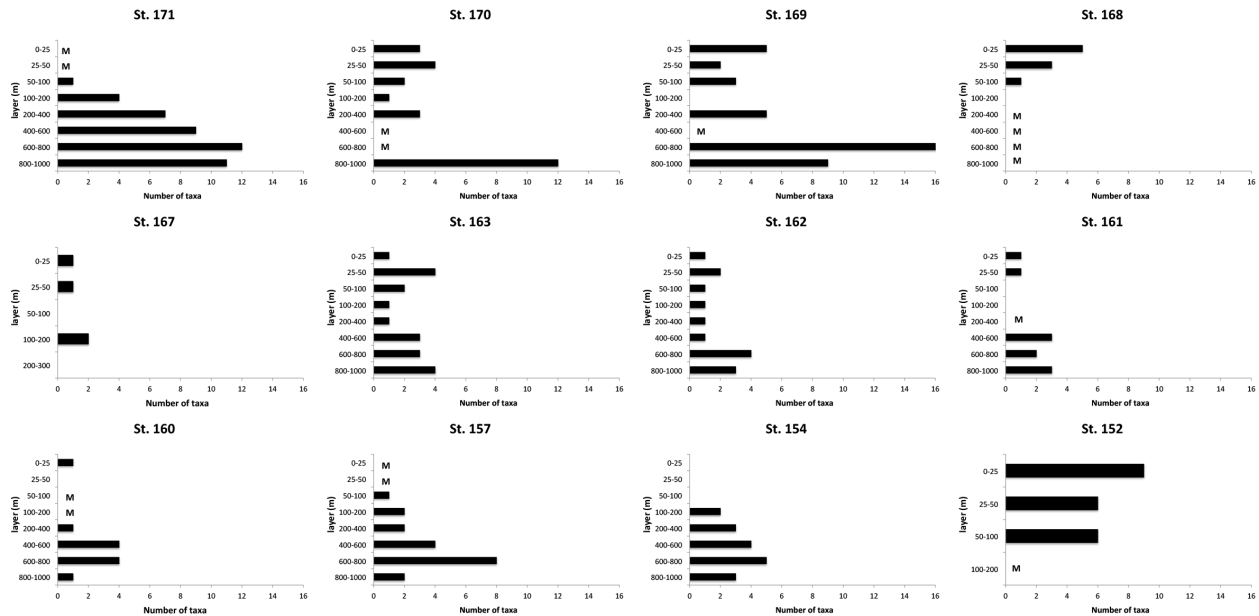 St. 171
layer (m)
0-25 M
25-50 M
50-100
100-200
200-400
400-600
600-800
800-1000
0 2 4 6 8 10 12 14 16
Number of taxa
St. 170
layer (m)
0-25
25-50
50-100
100-200
200-400
400-600 M
600-800 M
800-1000
0 2 4 6 8 10 12 14 16
Number of taxa
St. 169
layer (m)
0-25
25-50
50-100
100-200
200-400
400-600 M
600-800
800-1000
0 2 4 6 8 10 12 14 16
Number of taxa
St. 168
layer (m)
0-25
25-50
50-100
100-200
200-400 M
400-600 M
600-800 M
800-1000 M
0 2 4 6 8 10 12 14 16
Number of taxa
St. 167
layer (m)
0-25
25-50
50-100
100-200
200-300
0 2 4 6 8 10 12 14 16
Number of taxa
St. 163
layer (m)
0-25
25-50
50-100
100-200
200-400
400-600
600-800
800-1000
0 2 4 6 8 10 12 14 16
Number of taxa
St. 162
layer (m)
0-25
25-50
50-100
100-200
200-400
400-600
600-800
800-1000
0 2 4 6 8 10 12 14 16
Number of taxa
St. 161
layer (m)
0-25
25-50
50-100
100-200
200-400 M
400-600
600-800
800-1000
0 2 4 6 8 10 12 14 16
Number of taxa
St. 160
layer (m)
0-25
25-50
50-100 M
100-200 M
200-400
400-600
600-800
800-1000
0 2 4 6 8 10 12 14 16
Number of taxa
St. 157
layer (m)
0-25 M
25-50 M
50-100
100-200
200-400
400-600
600-800
800-1000
0 2 4 6 8 10 12 14 16
Number of taxa
St. 154
layer (m)
0-25
25-50
50-100
100-200
200-400
400-600
600-800
800-1000
0 2 4 6 8 10 12 14 16
Number of taxa
St. 152
layer (m)
0-25
25-50
50-100
100-200 M
0 2 4 6 8 10 12 14 16
Number of taxa